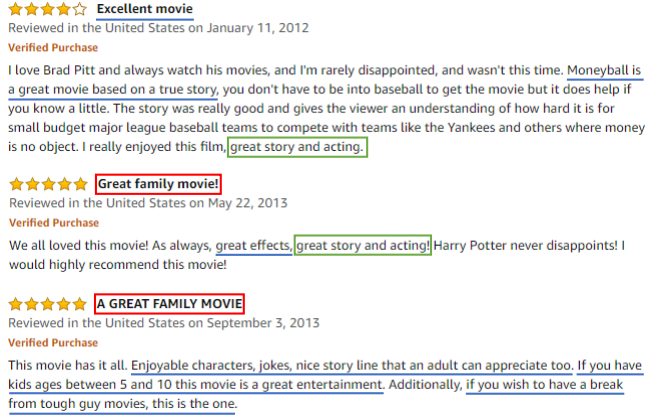 Excellent movie
Reviewed in the United States on January 11, 2012
Verified Purchase
I love Brad Pitt and always watch his movies, and I'm rarely disappointed, and wasn't this time. Moneyball is
a great movie based on a true story, you don't have to be into baseball to get the movie but it does help if
you know a little. The story was really good and gives the viewer an understanding of how hard it is for
small budget major league baseball teams to compete with teams like the Yankees and others where money
is no object. I really enjoyed this film, great story and acting.
Great family movie!
Reviewed in the United States on May 22, 2013
Verified Purchase
We all loved this movie! As always, great effects, great story and acting! Harry Potter never disappoints! I
would highly recommend this movie!
A GREAT FAMILY MOVIE
Reviewed in the United States on September 3, 2013
Verified Purchase
This movie has it all. Enjoyable characters, jokes, nice story line that an adult can appreciate too. If you have
kids ages between 5 and 10 this movie is a great entertainment. Additionally, if you wish to have a break
from tough guy movies, this is the one.